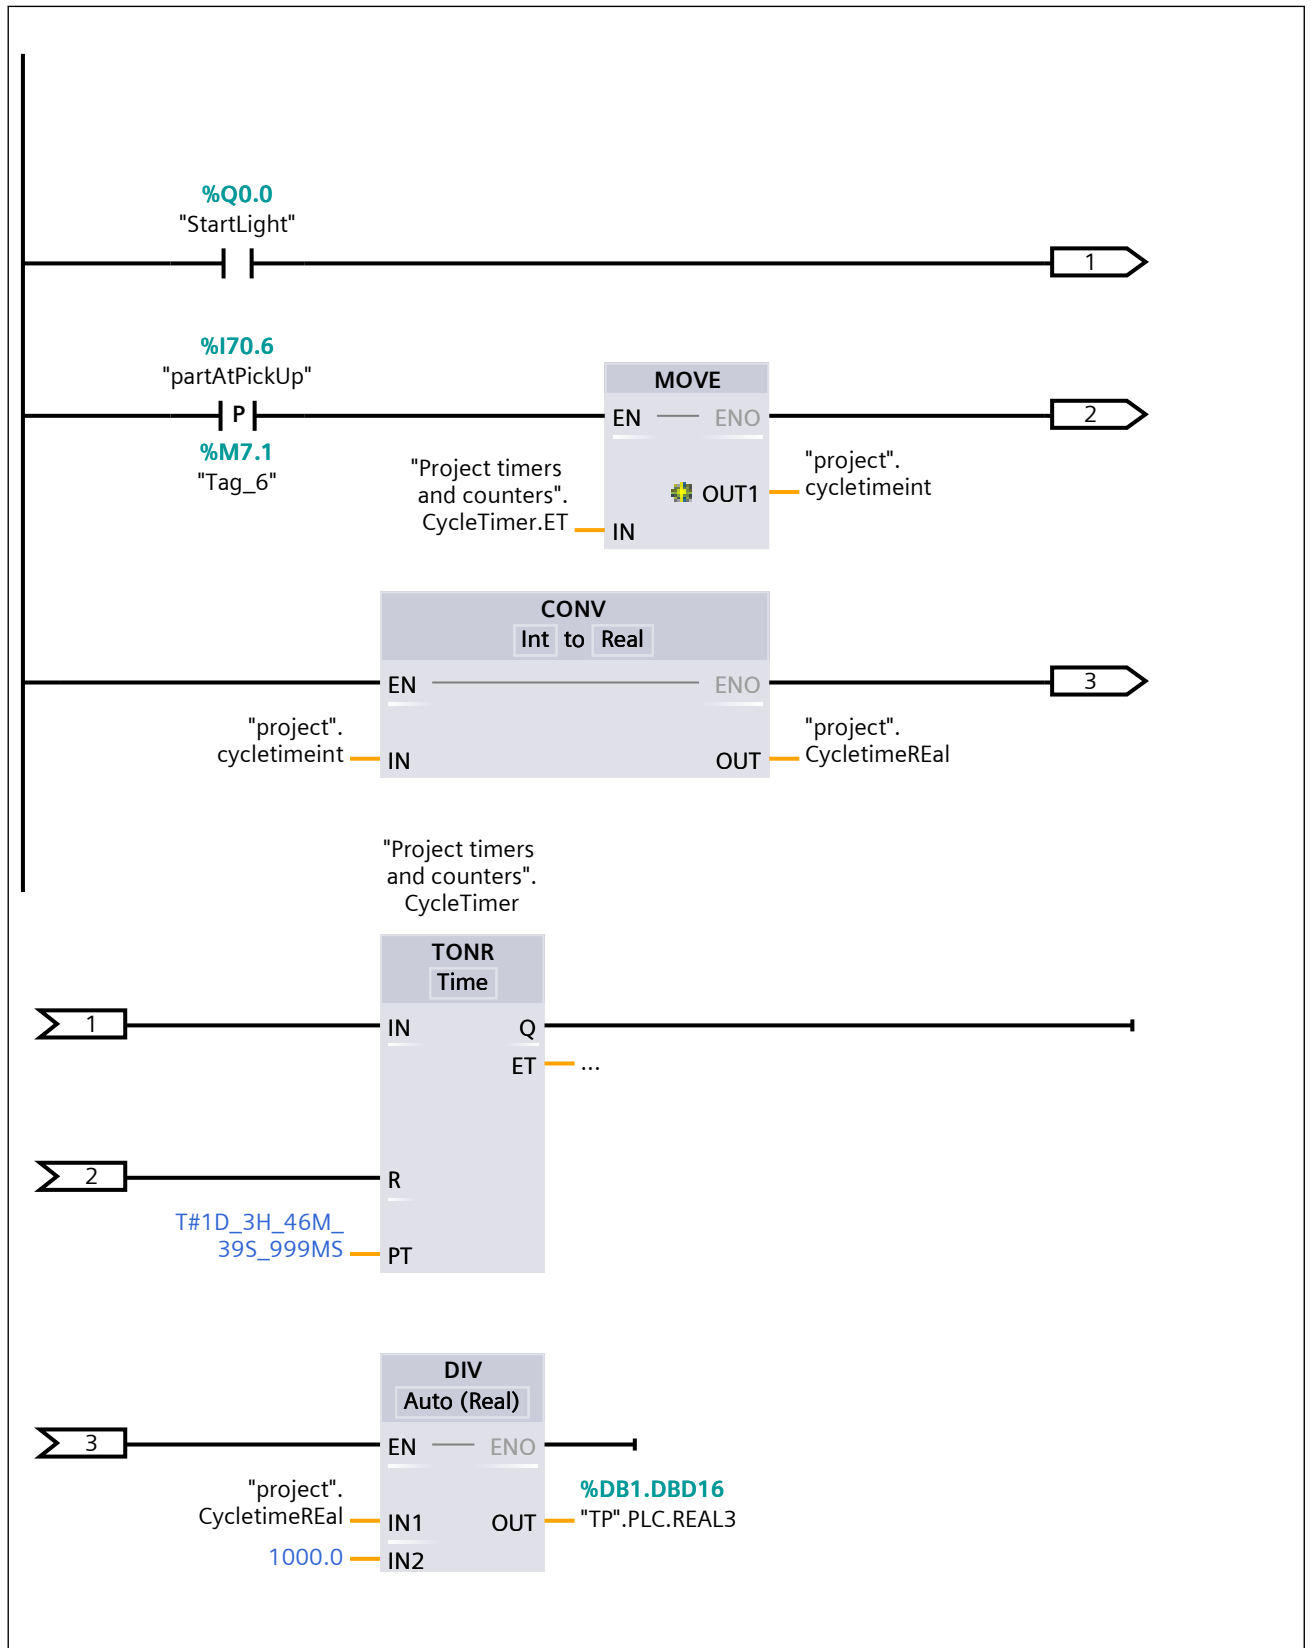 %Q0.0
"StartLight"
1
%I70.6
"partAtPickUp"
P
%M7.1
"Tag_6"
MOVE
EN ENO
"Project timers
and counters".
CycleTimer.ET
IN
OUT1
"project".
cycletimeint
2
CONV
Int to Real
EN ENO
"project".
cycletimeint
IN
OUT
"project".
CycletimeREal
3
"Project timers
and counters".
CycleTimer
TONR
Time
1
IN Q
ET ...
2
R
T#1D_3H_46M_
39S_999MS
PT
DIV
Auto (Real)
3
EN ENO
"project".
CycletimeREal
IN1
OUT
%DB1.DBD16
"TP".PLC.REAL3
1000.0
IN2